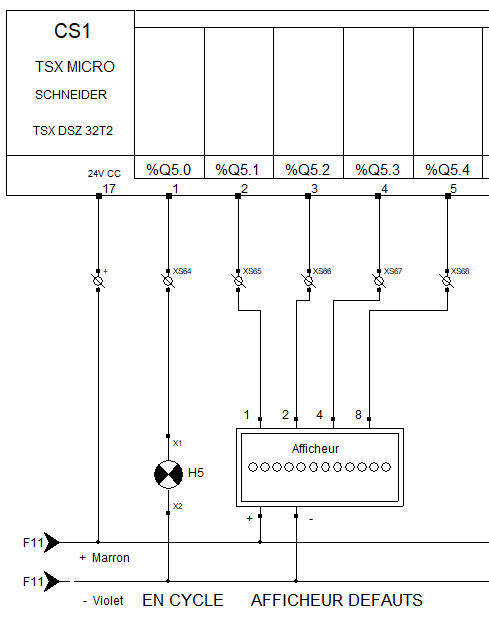 CS1
TSX MICRO
SCHNEIDER
TSX DSZ 32T2
24V CC %Q5.0 %Q5.1 %Q5.2 %Q5.3 %Q5.4
17 1 2 3 4 5
+ XS64 XS65 XS66 XS67 XS68
1 2 4 8
X1
Afficheur
H5
X2
+ -
F11
+ Marron
F11
- Violet EN CYCLE AFFICHEUR DEFAUTS